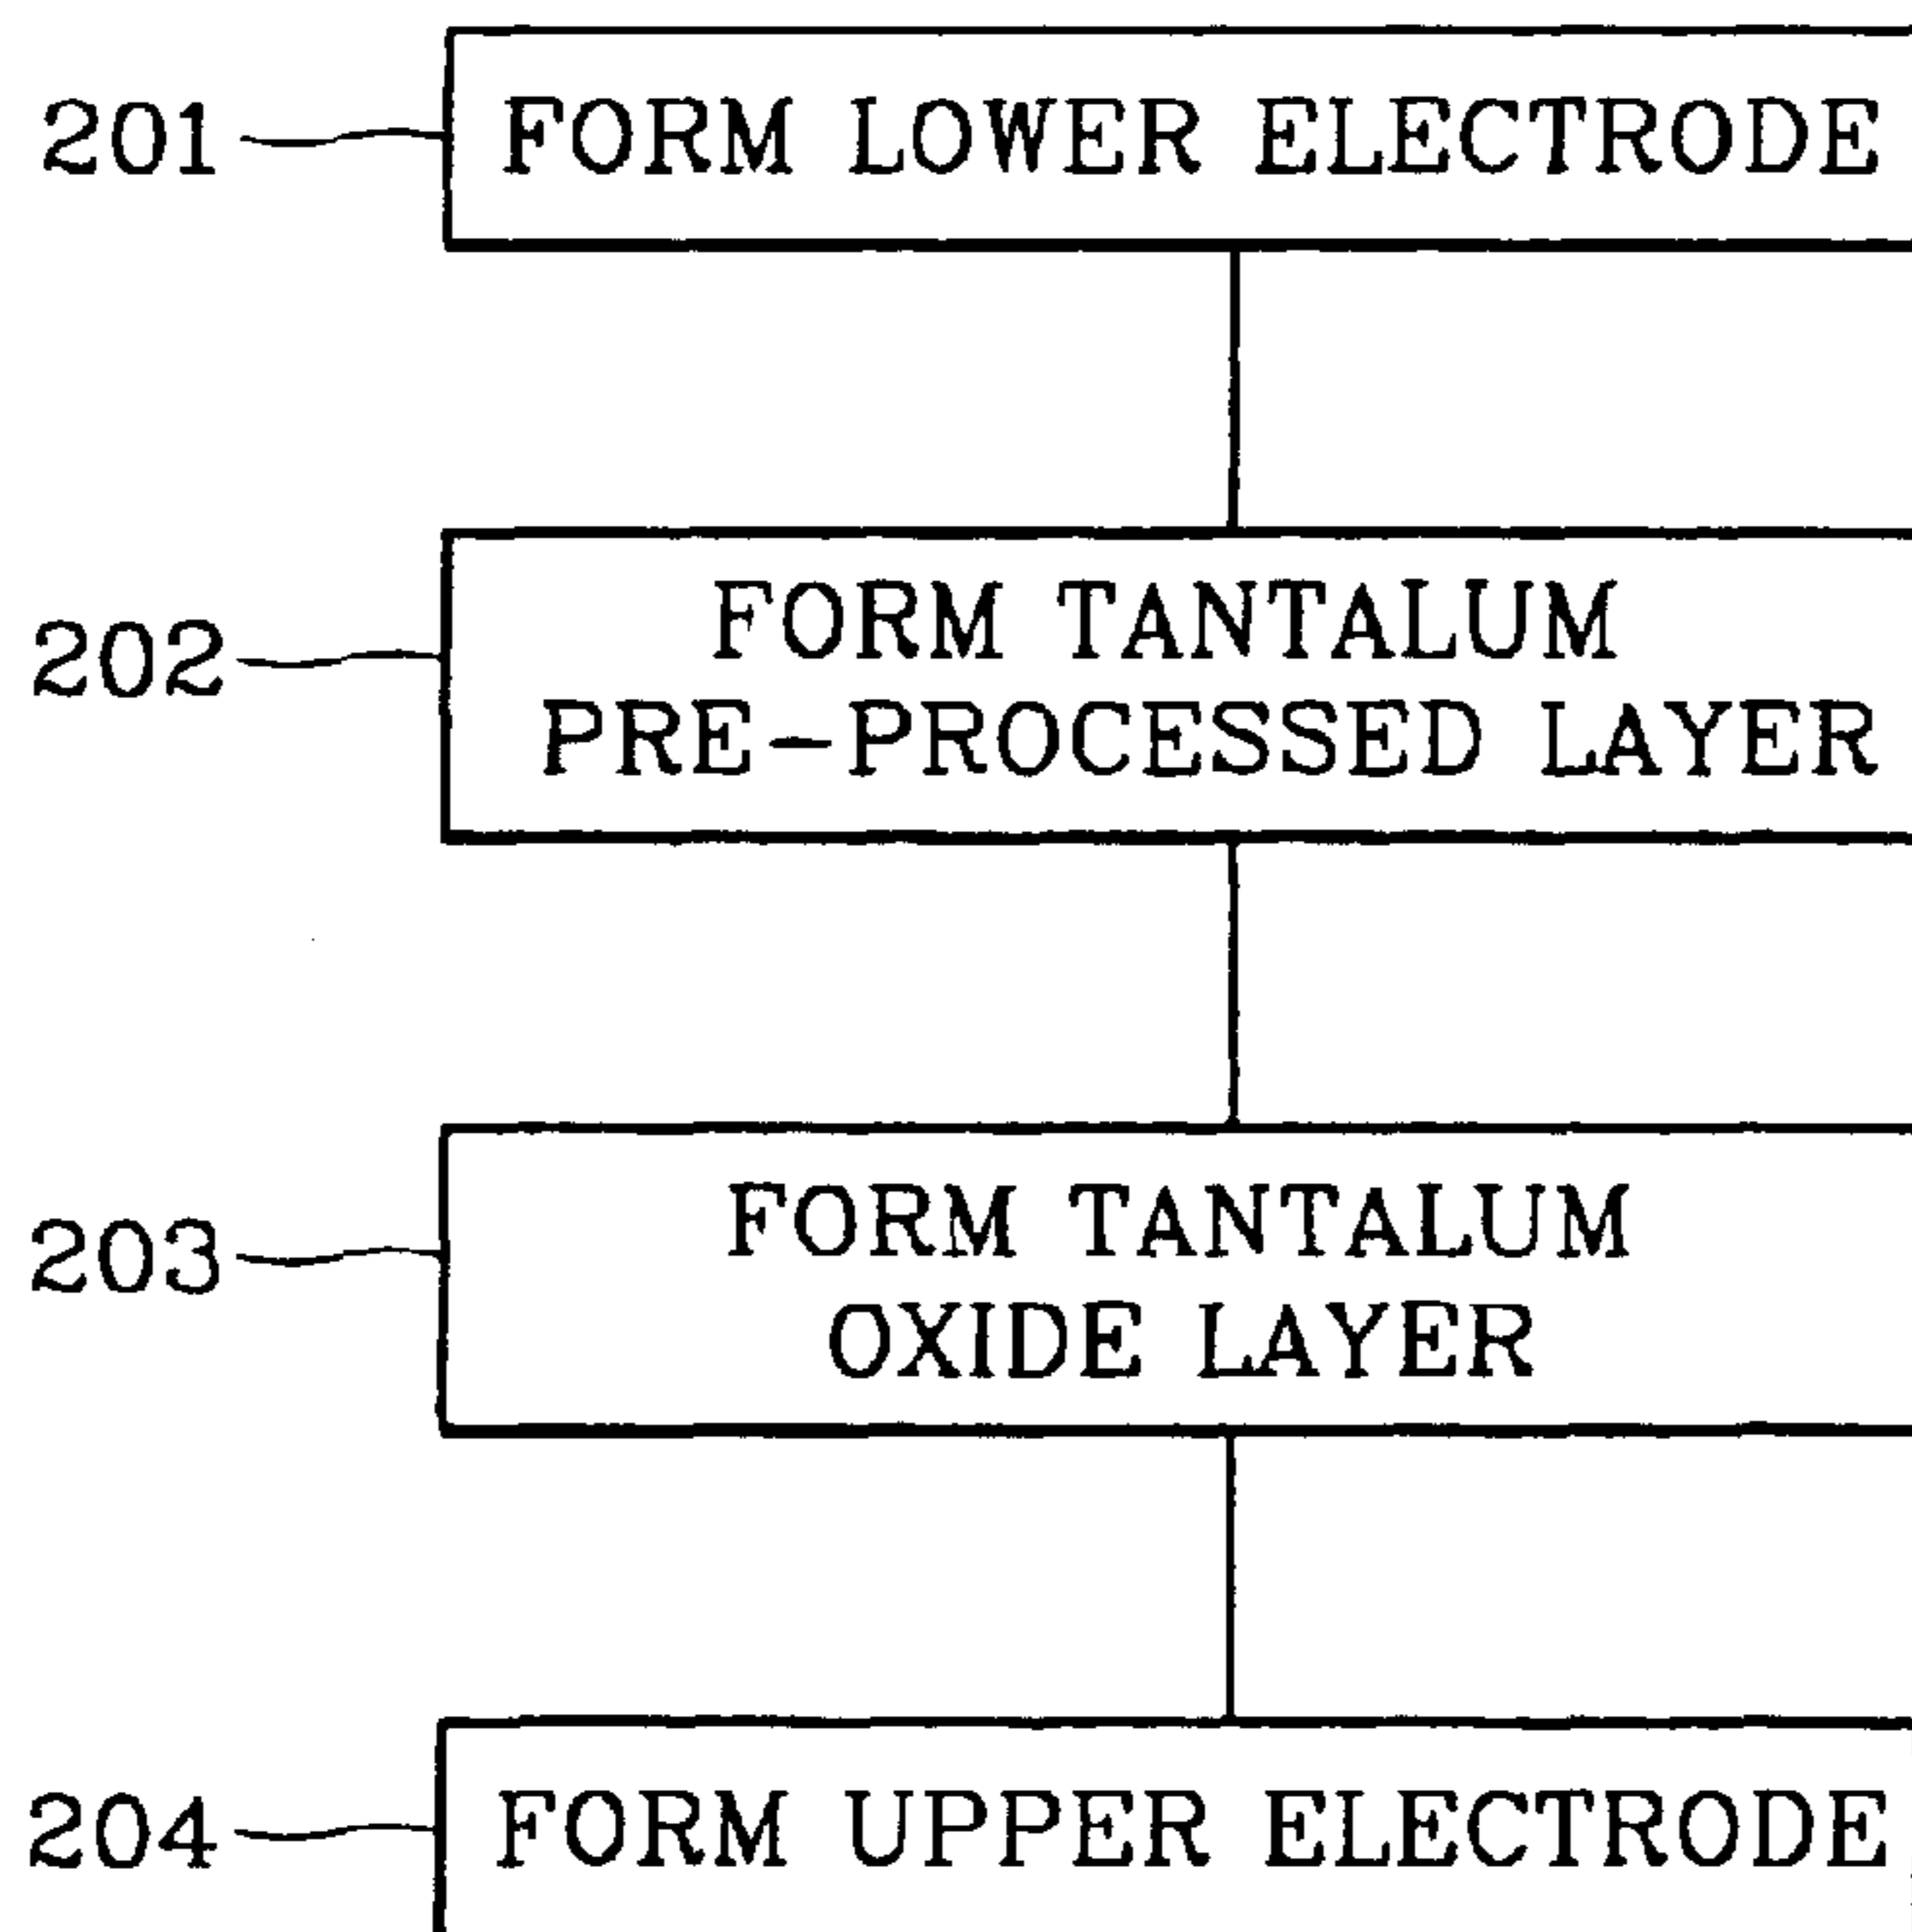 201 FORM LOWER ELECTRODE
202 FORM TANTALUM
PRE-PROCESSED LAYER
203 FORM TANTALUM
OXIDE LAYER
204 FORM UPPER ELECTRODE